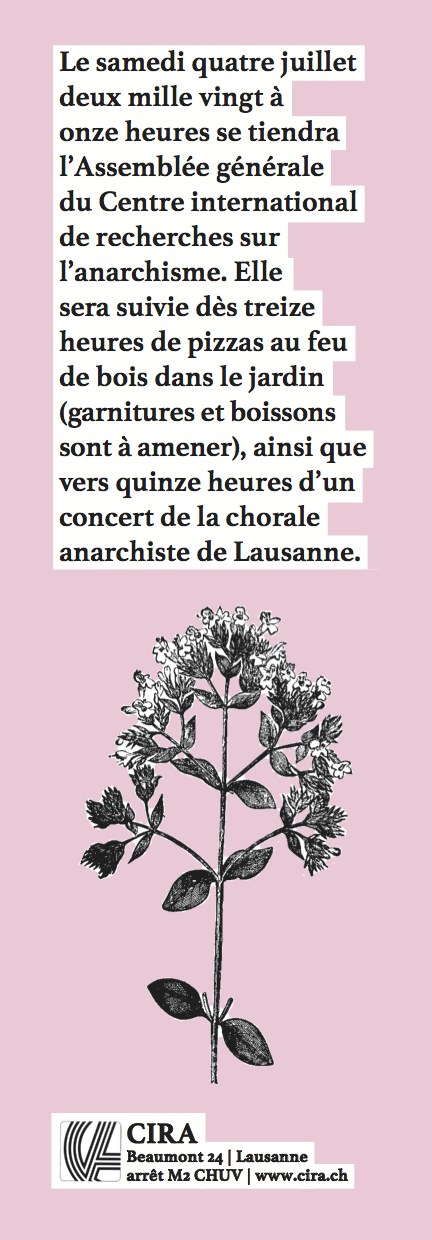 Le samedi quatre juillet
deux mille vingt à
onze heures se tiendra
l’Assemblée générale
du Centre international
de recherches sur
l’anarchisme. Elle
sera suivie dès treize
heures de pizzas au feu
de bois dans le jardin
(garnitures et boissons
sont à amener), ainsi que
vers quinze heures d’un
concert de la chorale
anarchiste de Lausanne.
CIRA
Beaumont 24 | Lausanne
arrêt M2 CHUV | www.cira.ch